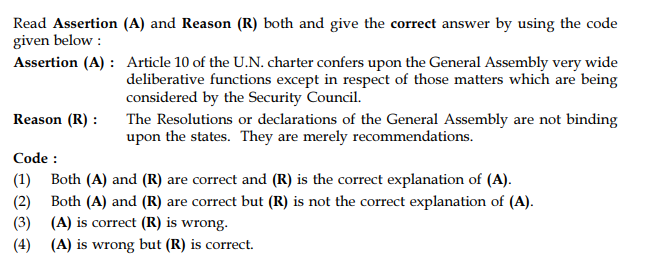 Read Assertion (A) and Reason (R) both and give the correct answer by using the code
given below :
Assertion (A) : Article 10 of the U.N. charter confers upon the General Assembly very wide
deliberative functions except in respect of those matters which are being
considered by the Security Council.
Reason (R) : The Resolutions or declarations of the General Assembly are not binding
upon the states. They are merely recommendations.
Code :
(1) Both (A) and (R) are correct and (R) is the correct explanation of (A).
(2) Both (A) and (R) are correct but (R) is not the correct explanation of (A).
(3) (A) is correct (R) is wrong.
(4) (A) is wrong but (R) is correct.